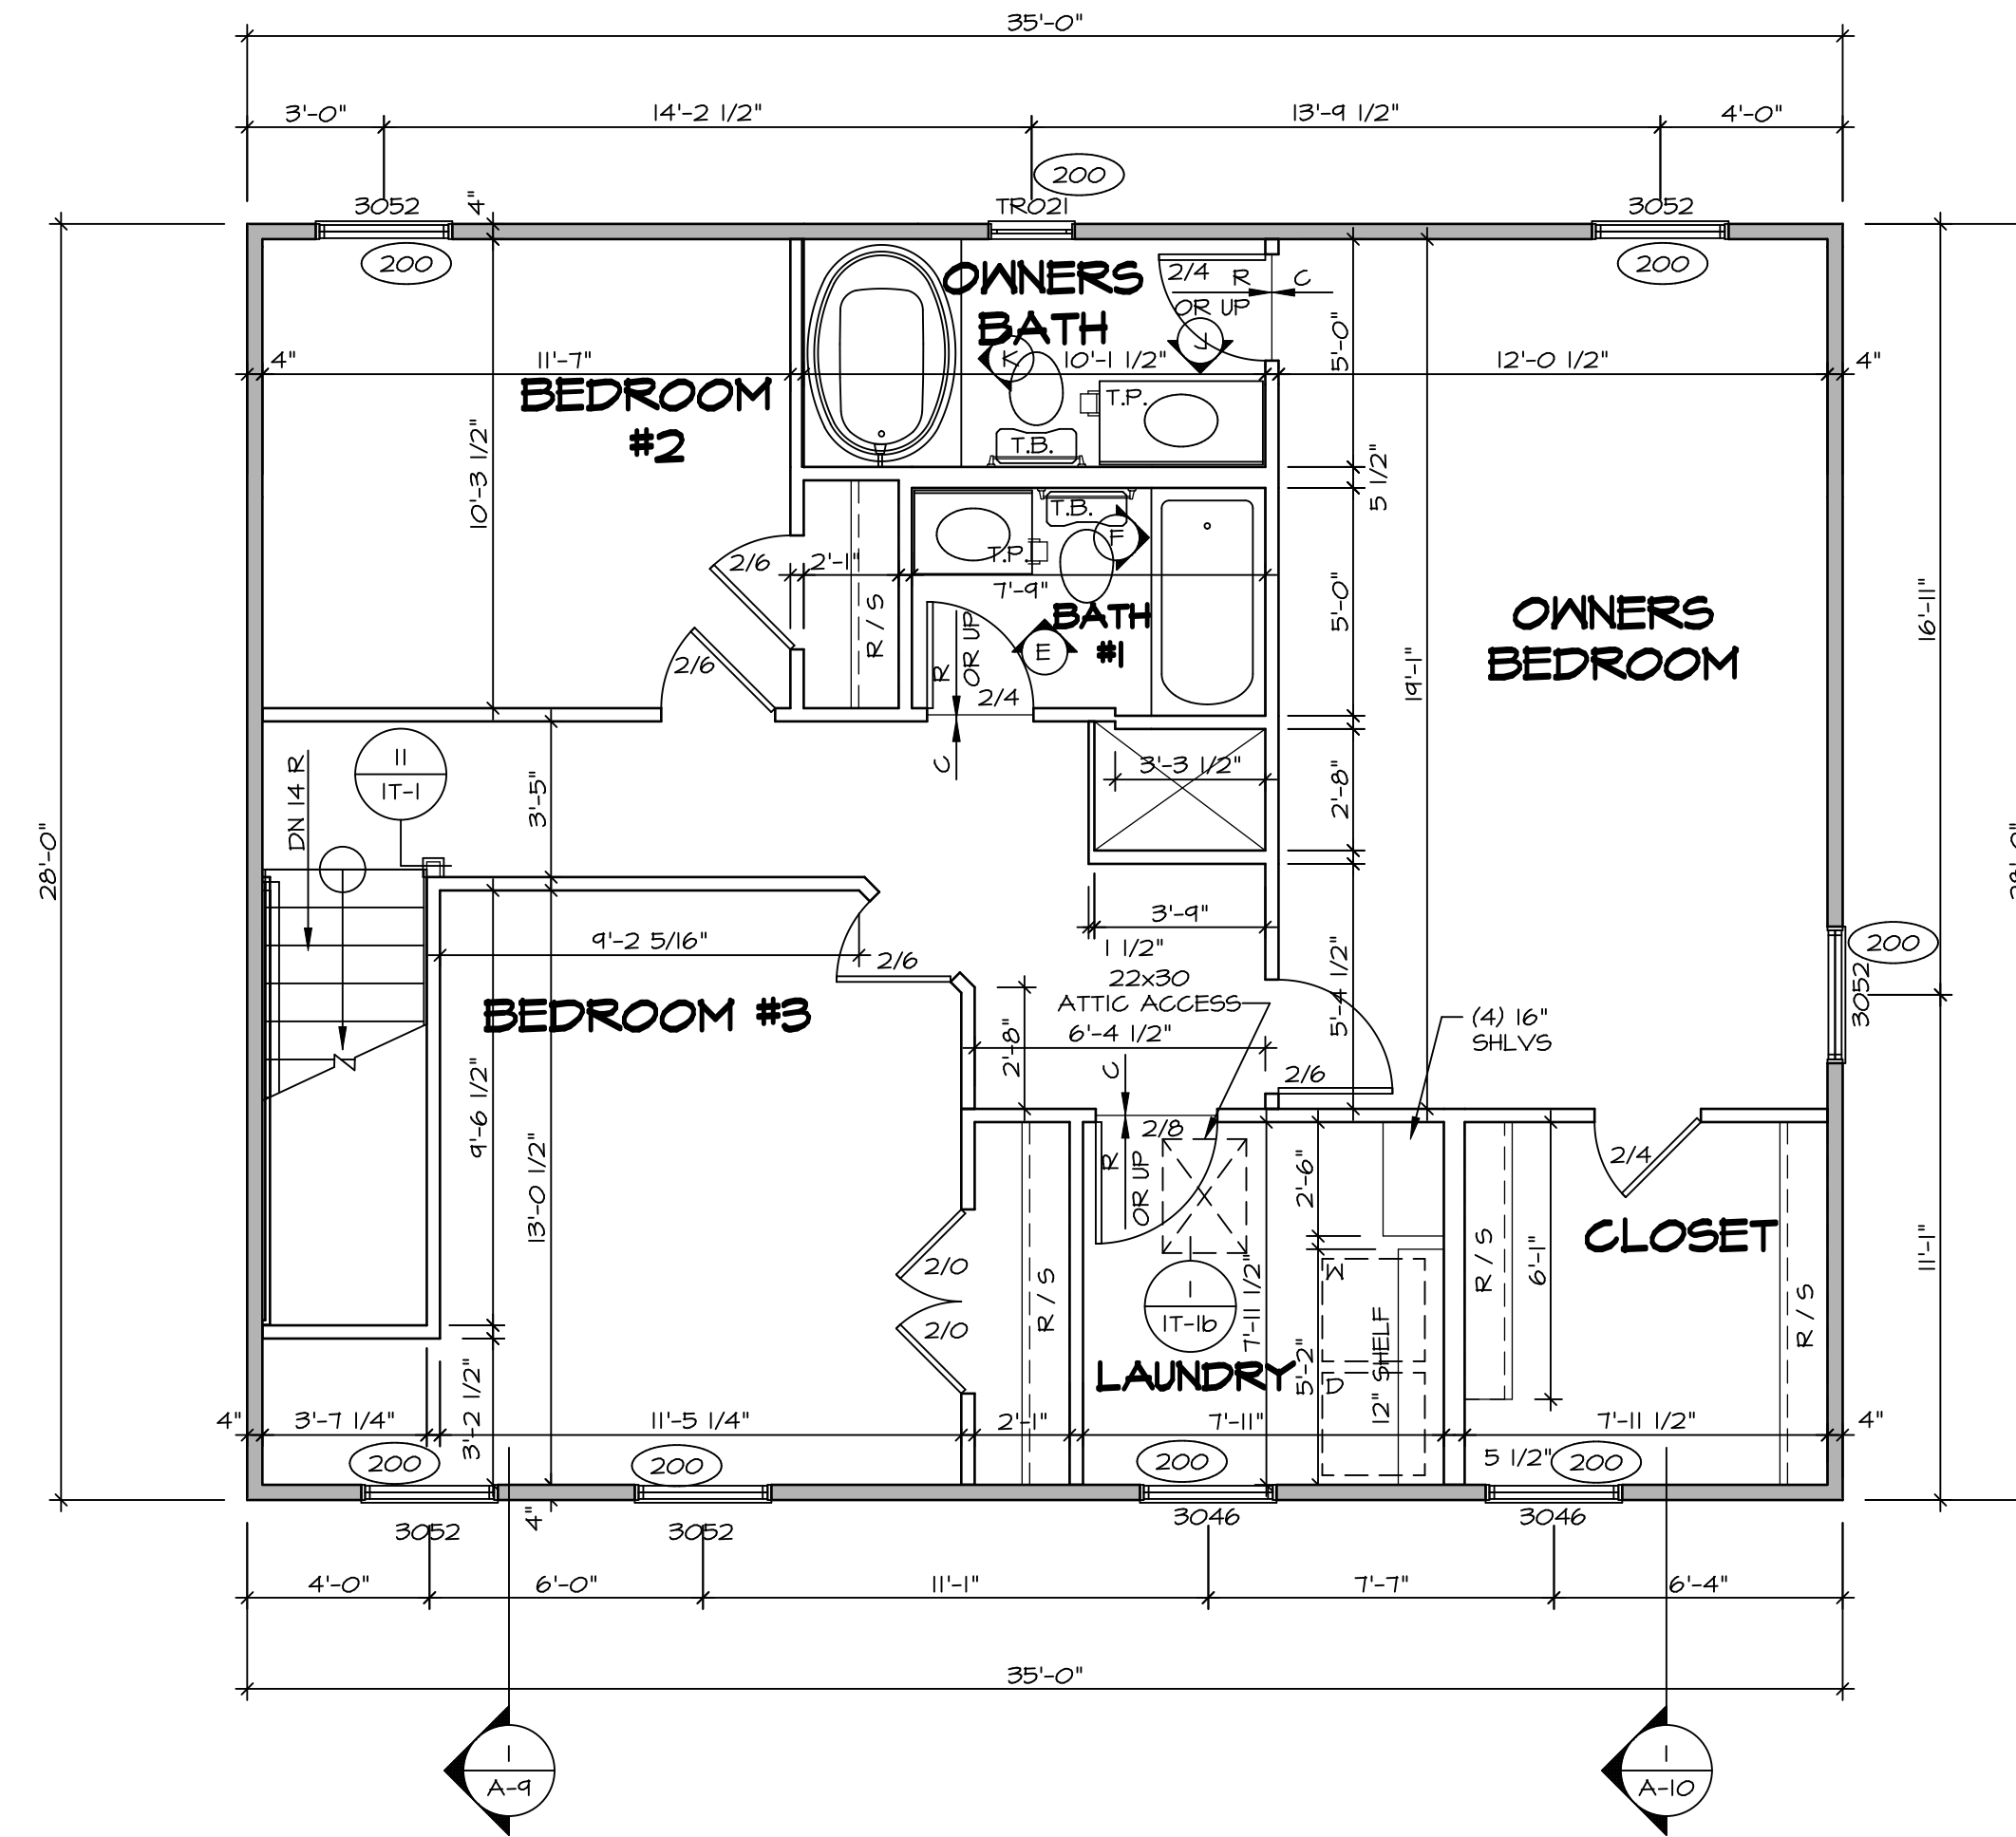 35'-0"
3'-0" 14'-2 1/2" 13'-9 1/2" 4'-0"
200
3052 4" TR021 3052
200 200
OWNERS
BATH
2/4 R C
OR UP
J
K
5'-0"
4" 11'-7" 10'-1 1/2" 12'-0 1/2" 4"
BEDROOM
#2
T.P.
T.B.
10'-3 1/2"
5 1/2"
T.B.
F
T.P.
2/6 2'-1"
7'-9"
5'-0"
R / S
BATH
#1
E
R
OR UP
2/4
C
2/6
OWNERS
BEDROOM
16'-11"
19'-1"
11
1T-1
DN 14 R
3'-5"
3'-3 1/2"
2'-8"
28'-0"
28'-0"
9'-2 5/16"
2/6
3'-9"
1 1/2"
22x30
ATTIC ACCESS
6'-4 1/2"
5'-4 1/2"
200
3052
BEDROOM #3
2'-8"
(4) 16"
SHLVS
C
2/6
2/8
R
OR UP
9'-6 1/2"
13'-0 1/2"
2'-6"
2/4
CLOSET
R / S
6'-1"
R / S
11'-1"
2/0
2/0
R / S
1
1T-1b
7'-11 1/2"
W
D
12" SHELF
5'-2"
LAUNDRY
3'-2 1/2"
4" 3'-7 1/4" 11'-5 1/4" 2'-1" 7'-11" 7'-11 1/2" 4"
5 1/2"
200 200 200 200
3052 4" 3052 3046 3046
4'-0" 6'-0" 11'-1" 7'-7" 6'-4"
35'-0"
1
A-9
1
A-10